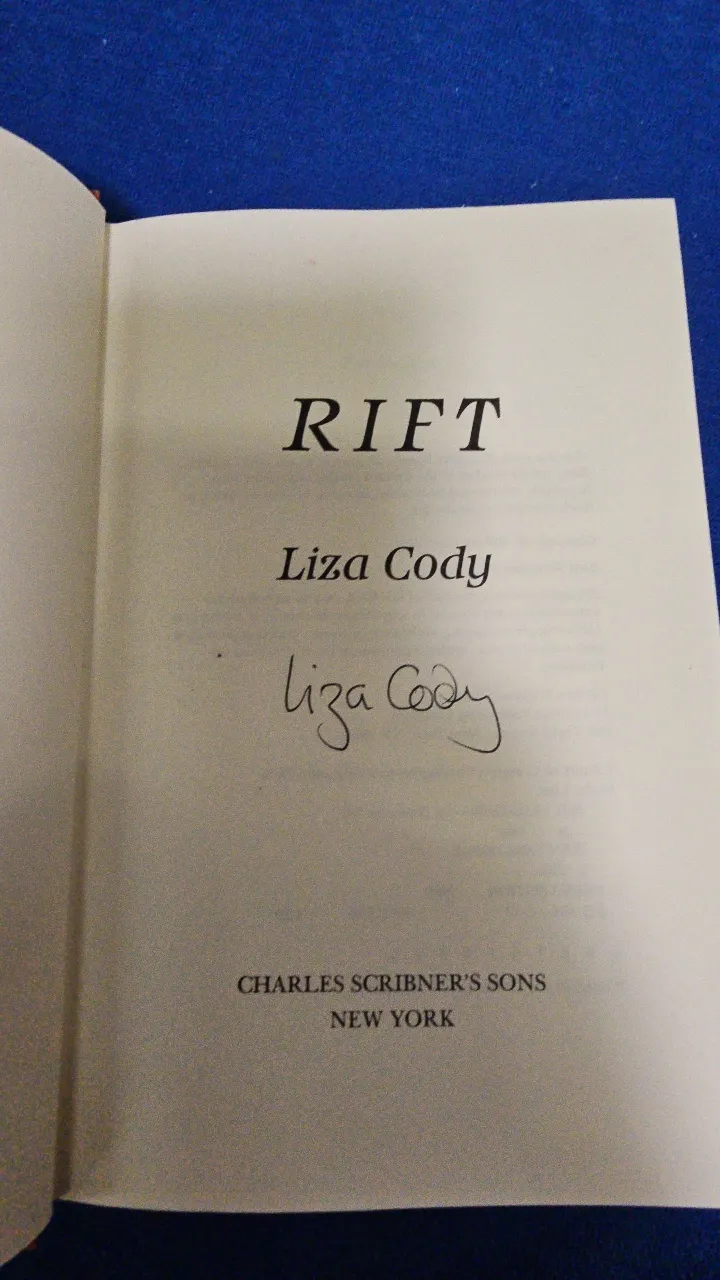 RIFT
Liza Cody
Liza Cody
CHARLES SCRIBNER'S SONS
NEW YORK